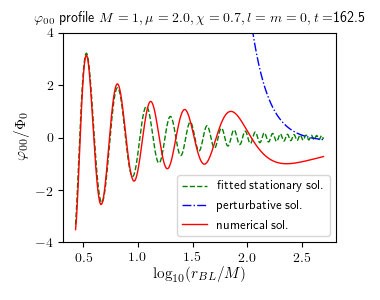 φ₀₀ profile M = 1, μ = 2.0, χ = 0.7, l = m = 0, t =162.5
φ₀₀/Φ₀
4
2
0
−2
−4
fitted stationary sol.
perturbative sol.
numerical sol.
0.5 1.0 1.5 2.0 2.5
log₁₀(r_BL/M)